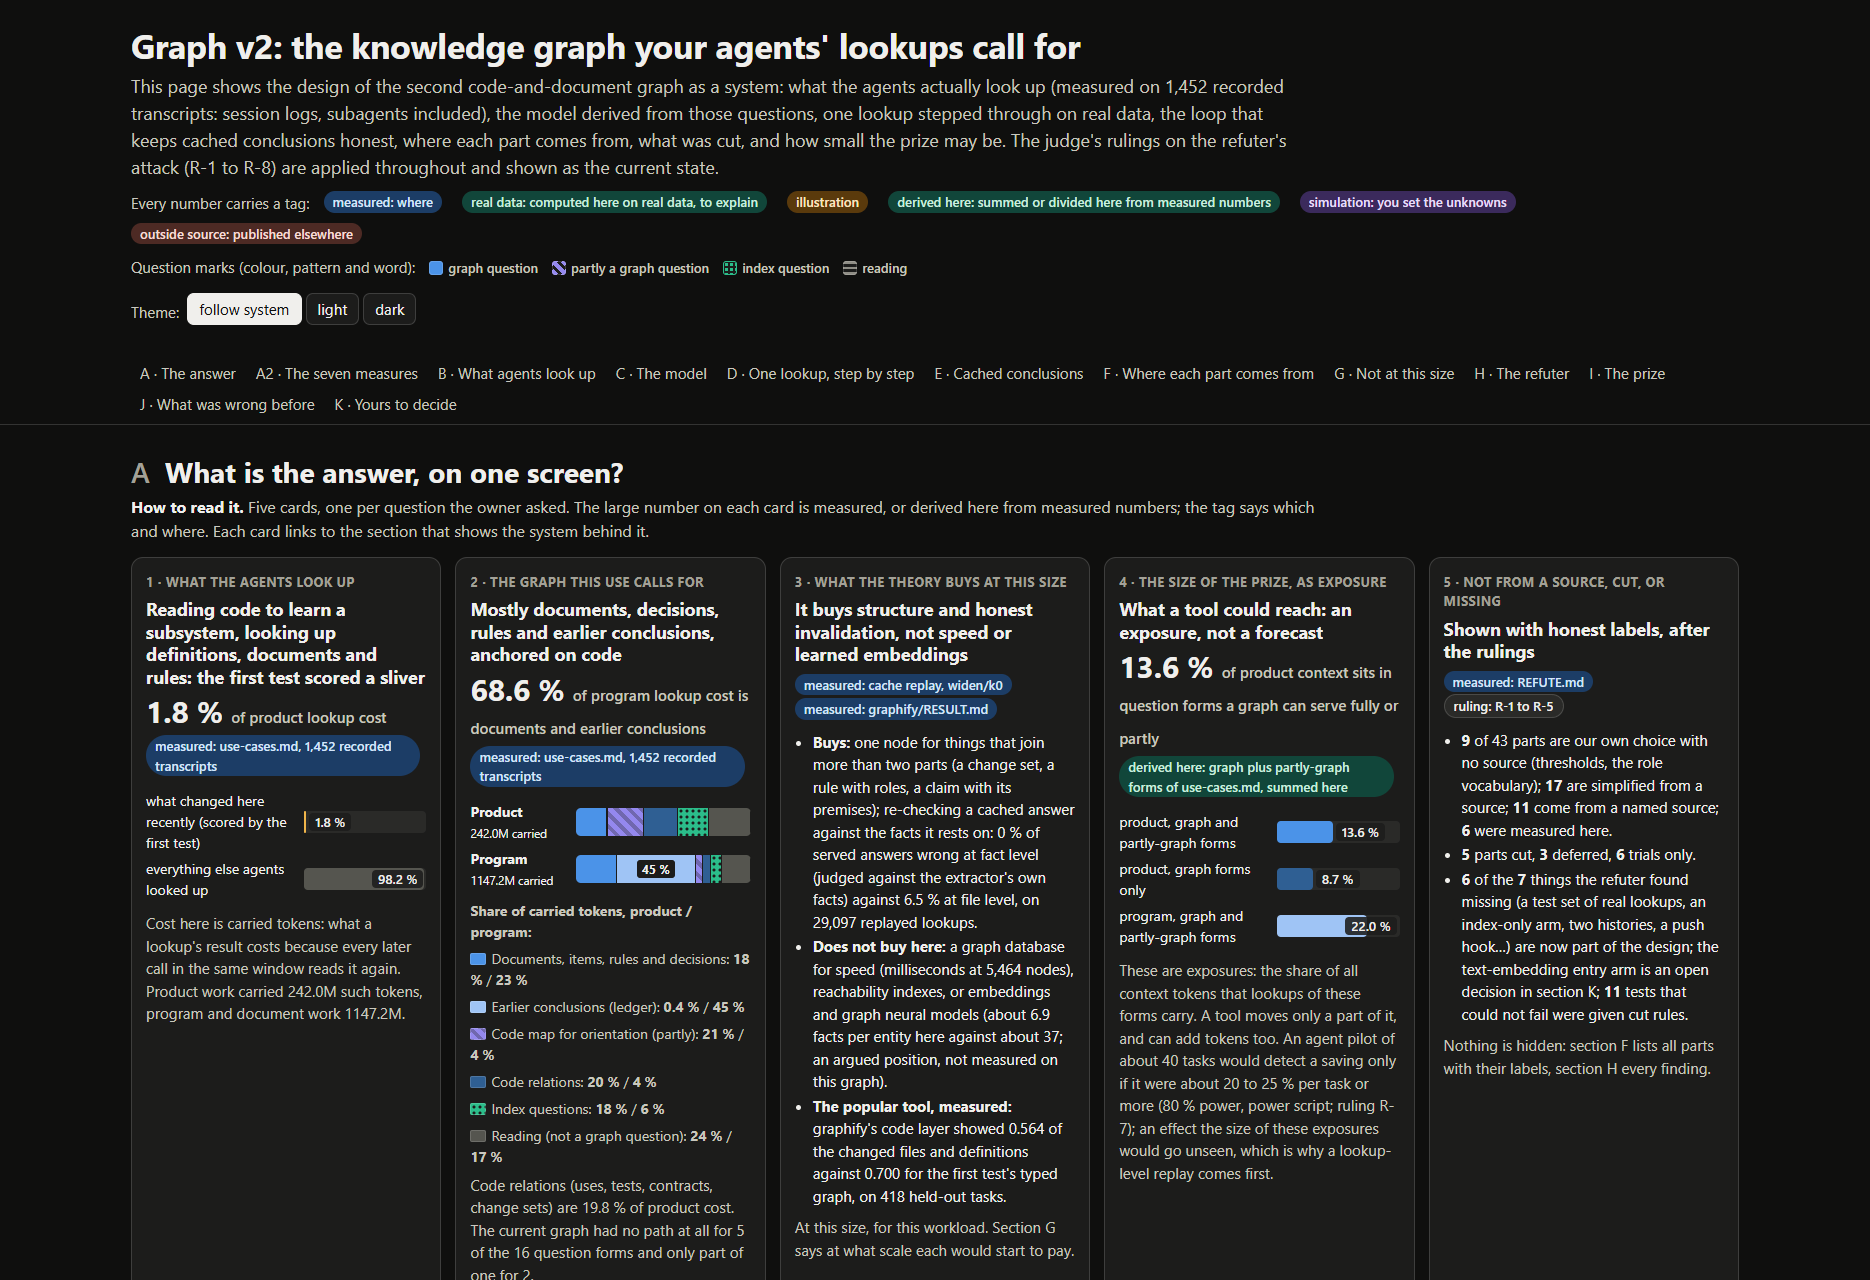 Graph v2: the knowledge graph your agents' lookups call for
This page shows the design of the second code-and-document graph as a system: what the agents actually look up (measured on 1,452 recorded
transcripts: session logs, subagents included), the model derived from those questions, one lookup stepped through on real data, the loop that
keeps cached conclusions honest, where each part comes from, what was cut, and how small the prize may be. The judge's rulings on the refuter's
attack (R-1 to R-8) are applied throughout and shown as the current state.
Every number carries a tag: measured: where real data: computed here on real data, to explain illustration derived here: summed or divided here from measured numbers simulation: you set the unknowns
outside source: published elsewhere
Question marks (colour, pattern and word): graph question partly a graph question index question reading
Theme: follow system light dark
A · The answer A2 · The seven measures B · What agents look up C · The model D · One lookup, step by step E · Cached conclusions F · Where each part comes from G · Not at this size H · The refuter I · The prize
J · What was wrong before K · Yours to decide
A What is the answer, on one screen?
How to read it. Five cards, one per question the owner asked. The large number on each card is measured, or derived here from measured numbers; the tag says which
and where. Each card links to the section that shows the system behind it.
1 · WHAT THE AGENTS LOOK UP
Reading code to learn a
subsystem, looking up
definitions, documents and
rules: the first test scored a sliver
1.8 % of product lookup cost
measured: use-cases.md, 1,452 recorded
transcripts
what changed here
recently (scored by the
first test)
1.8 %
everything else agents
looked up
98.2 %
Cost here is carried tokens: what a
lookup's result costs because every later
call in the same window reads it again.
Product work carried 242.0M such tokens,
program and document work 1147.2M.
2 · THE GRAPH THIS USE CALLS FOR
Mostly documents, decisions,
rules and earlier conclusions,
anchored on code
68.6 % of program lookup cost is
documents and earlier conclusions
measured: use-cases.md, 1,452 recorded
transcripts
Product
242.0M carried
Program
1147.2M carried
45 %
Share of carried tokens, product /
program:
Documents, items, rules and decisions: 18
% / 23 %
Earlier conclusions (ledger): 0.4 % / 45 %
Code map for orientation (partly): 21 % /
4 %
Code relations: 20 % / 4 %
Index questions: 18 % / 6 %
Reading (not a graph question): 24 % /
17 %
Code relations (uses, tests, contracts,
change sets) are 19.8 % of product cost.
The current graph had no path at all for 5
of the 16 question forms and only part of
one for 2.
3 · WHAT THE THEORY BUYS AT THIS SIZE
It buys structure and honest
invalidation, not speed or
learned embeddings
measured: cache replay, widen/k0
measured: graphify/RESULT.md
• Buys: one node for things that join
more than two parts (a change set, a
rule with roles, a claim with its
premises); re-checking a cached answer
against the facts it rests on: 0 % of
served answers wrong at fact level
(judged against the extractor's own
facts) against 6.5 % at file level, on
29,097 replayed lookups.
• Does not buy here: a graph database
for speed (milliseconds at 5,464 nodes),
reachability indexes, or embeddings
and graph neural models (about 6.9
facts per entity here against about 37;
an argued position, not measured on
this graph).
• The popular tool, measured:
graphify's code layer showed 0.564 of
the changed files and definitions
against 0.700 for the first test's typed
graph, on 418 held-out tasks.
At this size, for this workload. Section G
says at what scale each would start to pay.
4 · THE SIZE OF THE PRIZE, AS EXPOSURE
What a tool could reach: an
exposure, not a forecast
13.6 % of product context sits in
question forms a graph can serve fully or
partly
derived here: graph plus partly-graph
forms of use-cases.md, summed here
product, graph and
partly-graph forms
13.6 %
product, graph forms
only
8.7 %
program, graph and
partly-graph forms
22.0 %
These are exposures: the share of all
context tokens that lookups of these
forms carry. A tool moves only a part of it,
and can add tokens too. An agent pilot of
about 40 tasks would detect a saving only
if it were about 20 to 25 % per task or
more (80 % power, power script; ruling R-
7); an effect the size of these exposures
would go unseen, which is why a lookup-
level replay comes first.
5 · NOT FROM A SOURCE, CUT, OR
MISSING
Shown with honest labels, after
the rulings
measured: REFUTE.md
ruling: R-1 to R-5
• 9 of 43 parts are our own choice with
no source (thresholds, the role
vocabulary); 17 are simplified from a
source; 11 come from a named source;
6 were measured here.
• 5 parts cut, 3 deferred, 6 trials only.
• 6 of the 7 things the refuter found
missing (a test set of real lookups, an
index-only arm, two histories, a push
hook...) are now part of the design; the
text-embedding entry arm is an open
decision in section K; 11 tests that
could not fail were given cut rules.
Nothing is hidden: section F lists all parts
with their labels, section H every finding.